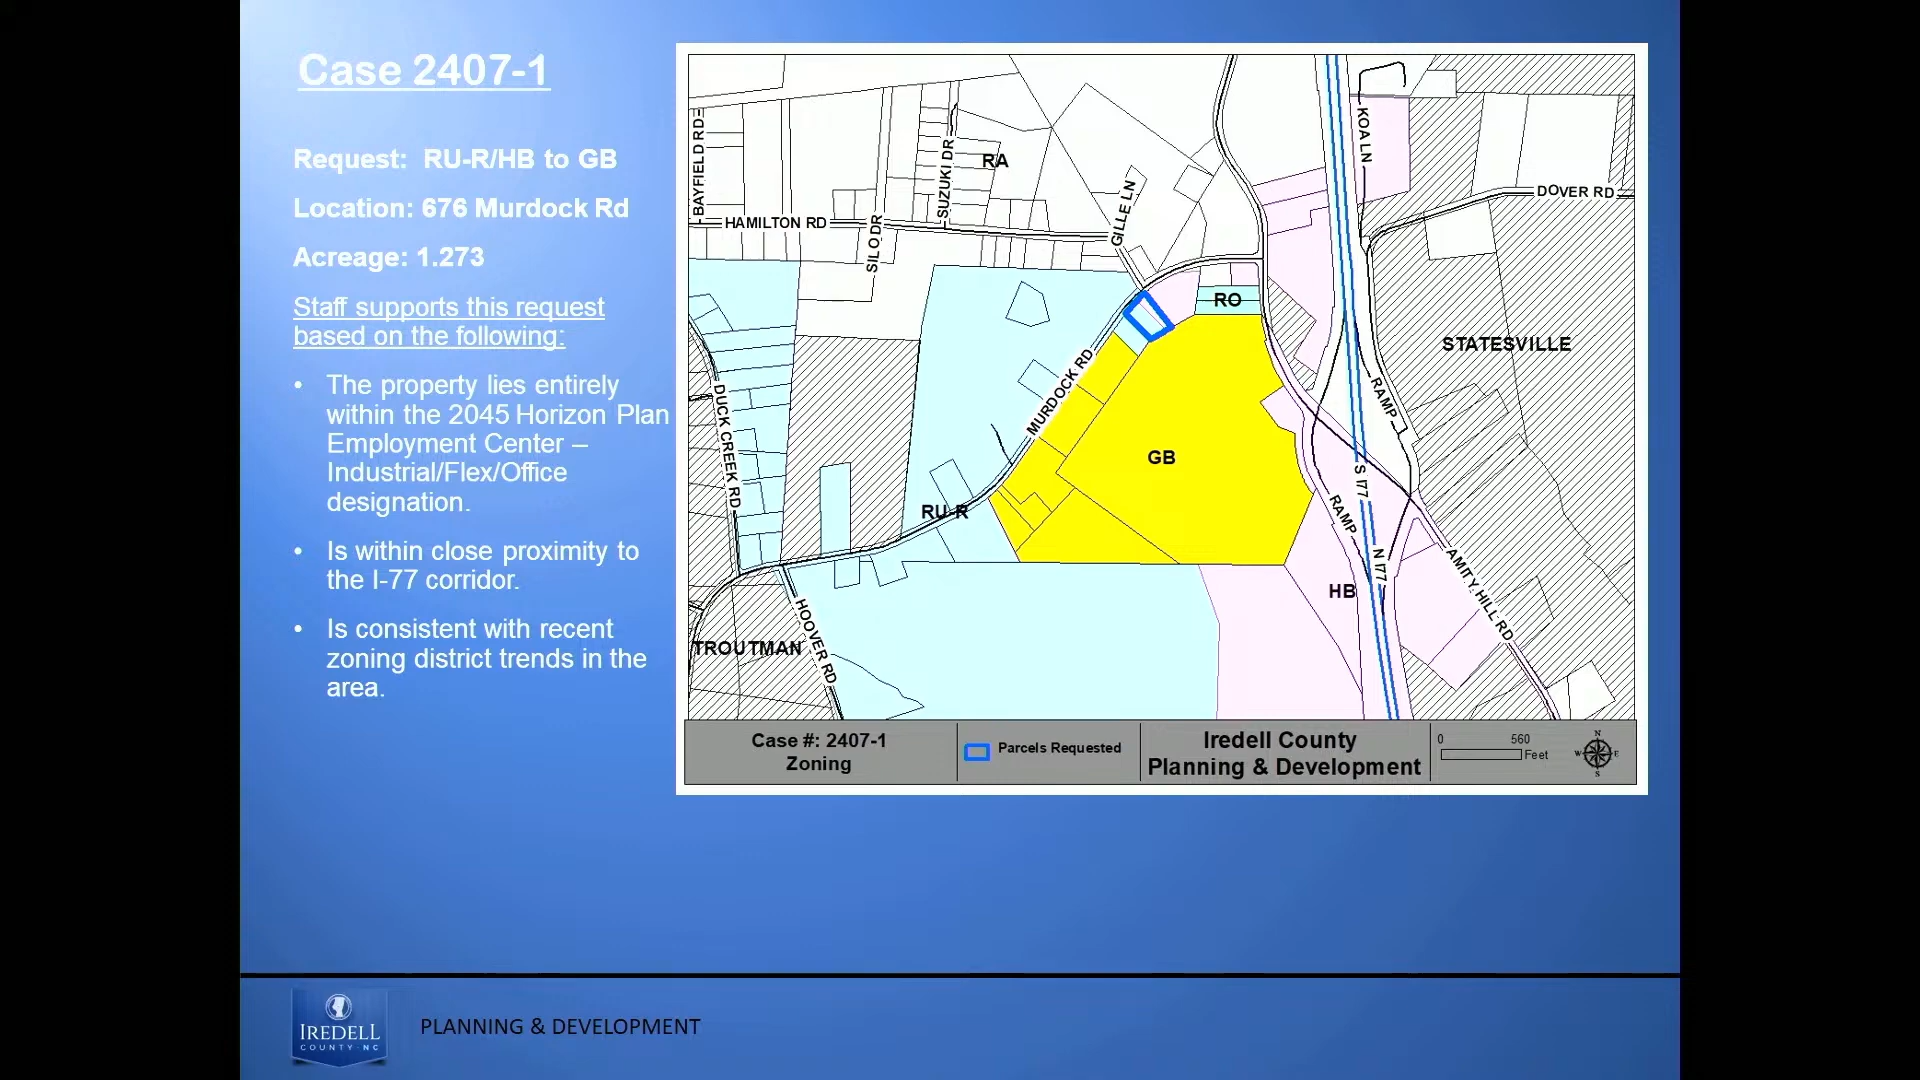 Case 2407-1
Request: RU-R/HB to GB
Location: 676 Murdock Rd
Acreage: 1.273
Staff supports this request
based on the following:
• The property lies entirely
within the 2045 Horizon Plan
Employment Center –
Industrial/Flex/Office
designation.
• Is within close proximity to
the I-77 corridor.
• Is consistent with recent
zoning district trends in the
area.
BAYFIELD RD
HAMILTON RD
SILO DR
SUZUKI DR
RA
GILLE LN
KOA LN
DOVER RD
RO
STATESVILLE
MURDOCK RD
DUCK CREEK RD
RAMP
GB
S I77
RU-R
RAMP
N I77
HB
AMITY HILL RD
HOOVER RD
TROUTMAN
Case #: 2407-1
Zoning
Parcels Requested
Iredell County
Planning & Development
0 560
Feet
N
W E
S
IREDELL
COUNTY NC
PLANNING & DEVELOPMENT